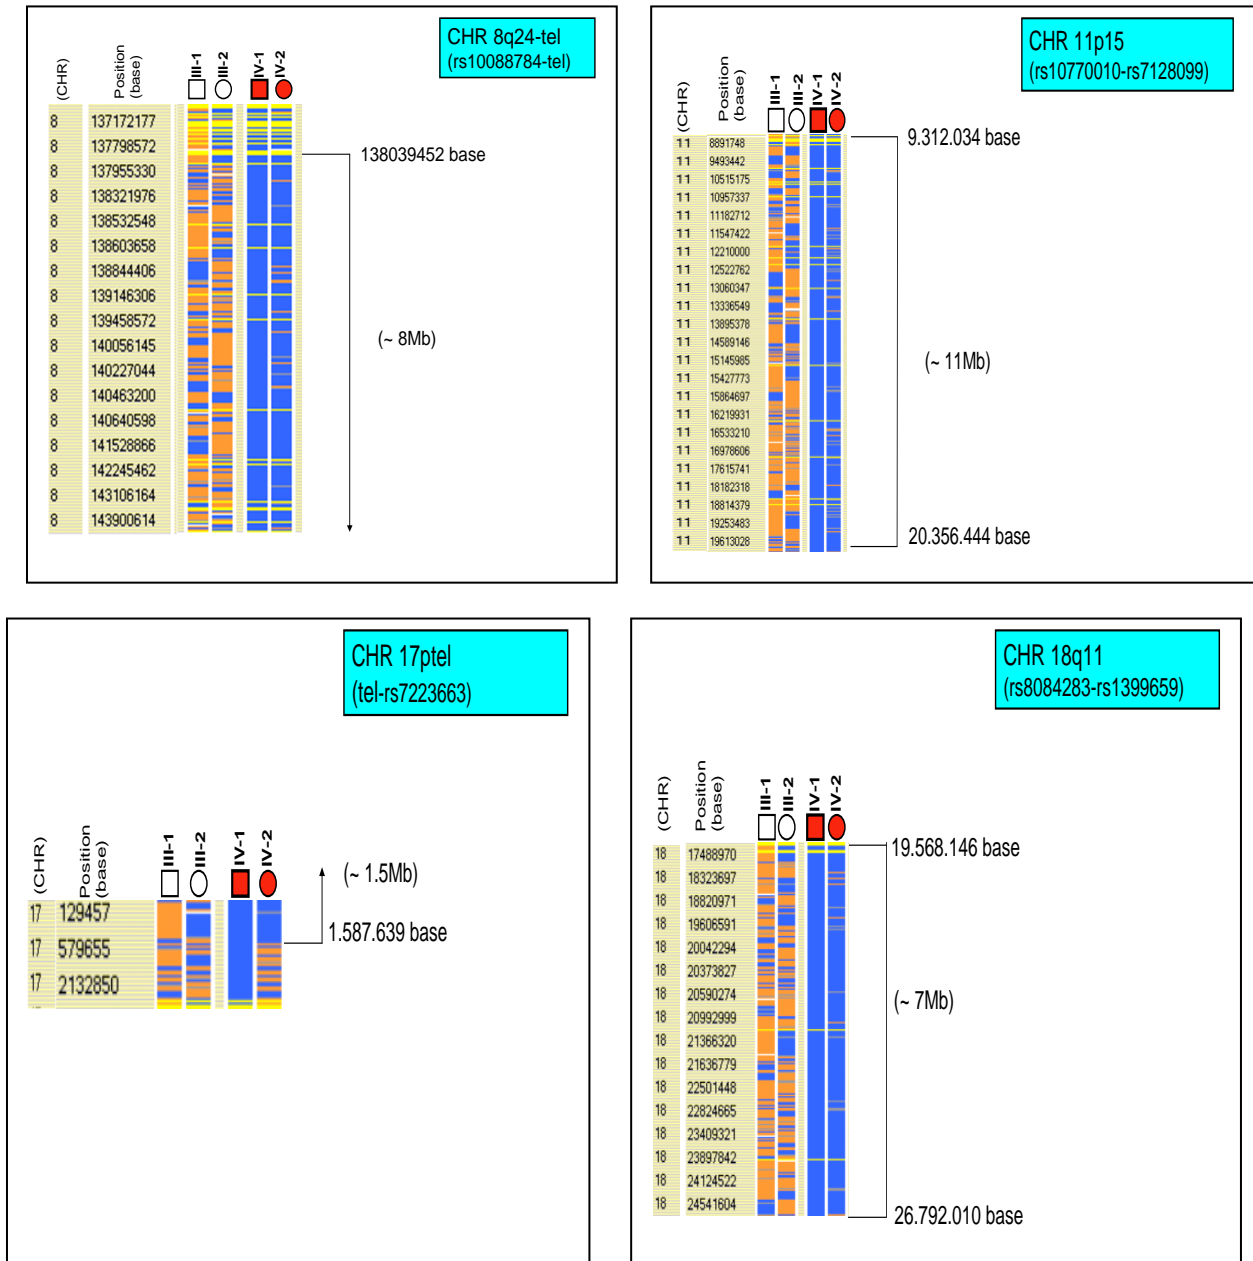 CHR 8q24-tel
(rs10088784-tel)
(CHR)
Position
(base)
III-1
III-2
IV-1
IV-2
8 137172177
8 137798572
8 137955330
8 138321976
8 138532548
8 138603658
8 138844406
8 139146306
8 139458572
8 140056145
8 140227044
8 140463200
8 140640598
8 141528866
8 142245462
8 143106164
8 143900614
138039452 base
(~ 8Mb)
CHR 11p15
(rs10770010-rs7128099)
(CHR)
Position
(base)
III-1
III-2
IV-1
IV-2
11 8891748
11 9493442
11 10515175
11 10957337
11 11182712
11 11547422
11 12210000
11 12522762
11 13060347
11 13336549
11 13895378
11 14589146
11 15145985
11 15427773
11 15864697
11 16219931
11 16533210
11 16978606
11 17615741
11 18182318
11 18814379
11 19253483
11 19613028
9.312.034 base
(~ 11Mb)
20.356.444 base
CHR 17ptel
(tel-rs7223663)
(CHR)
Position
(base)
III-1
III-2
IV-1
IV-2
17 129457
17 579655
17 2132850
(~ 1.5Mb)
1.587.639 base
CHR 18q11
(rs8084283-rs1399659)
(CHR)
Position
(base)
III-1
III-2
IV-1
IV-2
18 17488970
18 18323697
18 18820971
18 19606591
18 20042294
18 20373827
18 20590274
18 20992999
18 21366320
18 21636779
18 22501448
18 22824665
18 23409321
18 23897842
18 24124522
18 24541604
19.568.146 base
(~ 7Mb)
26.792.010 base